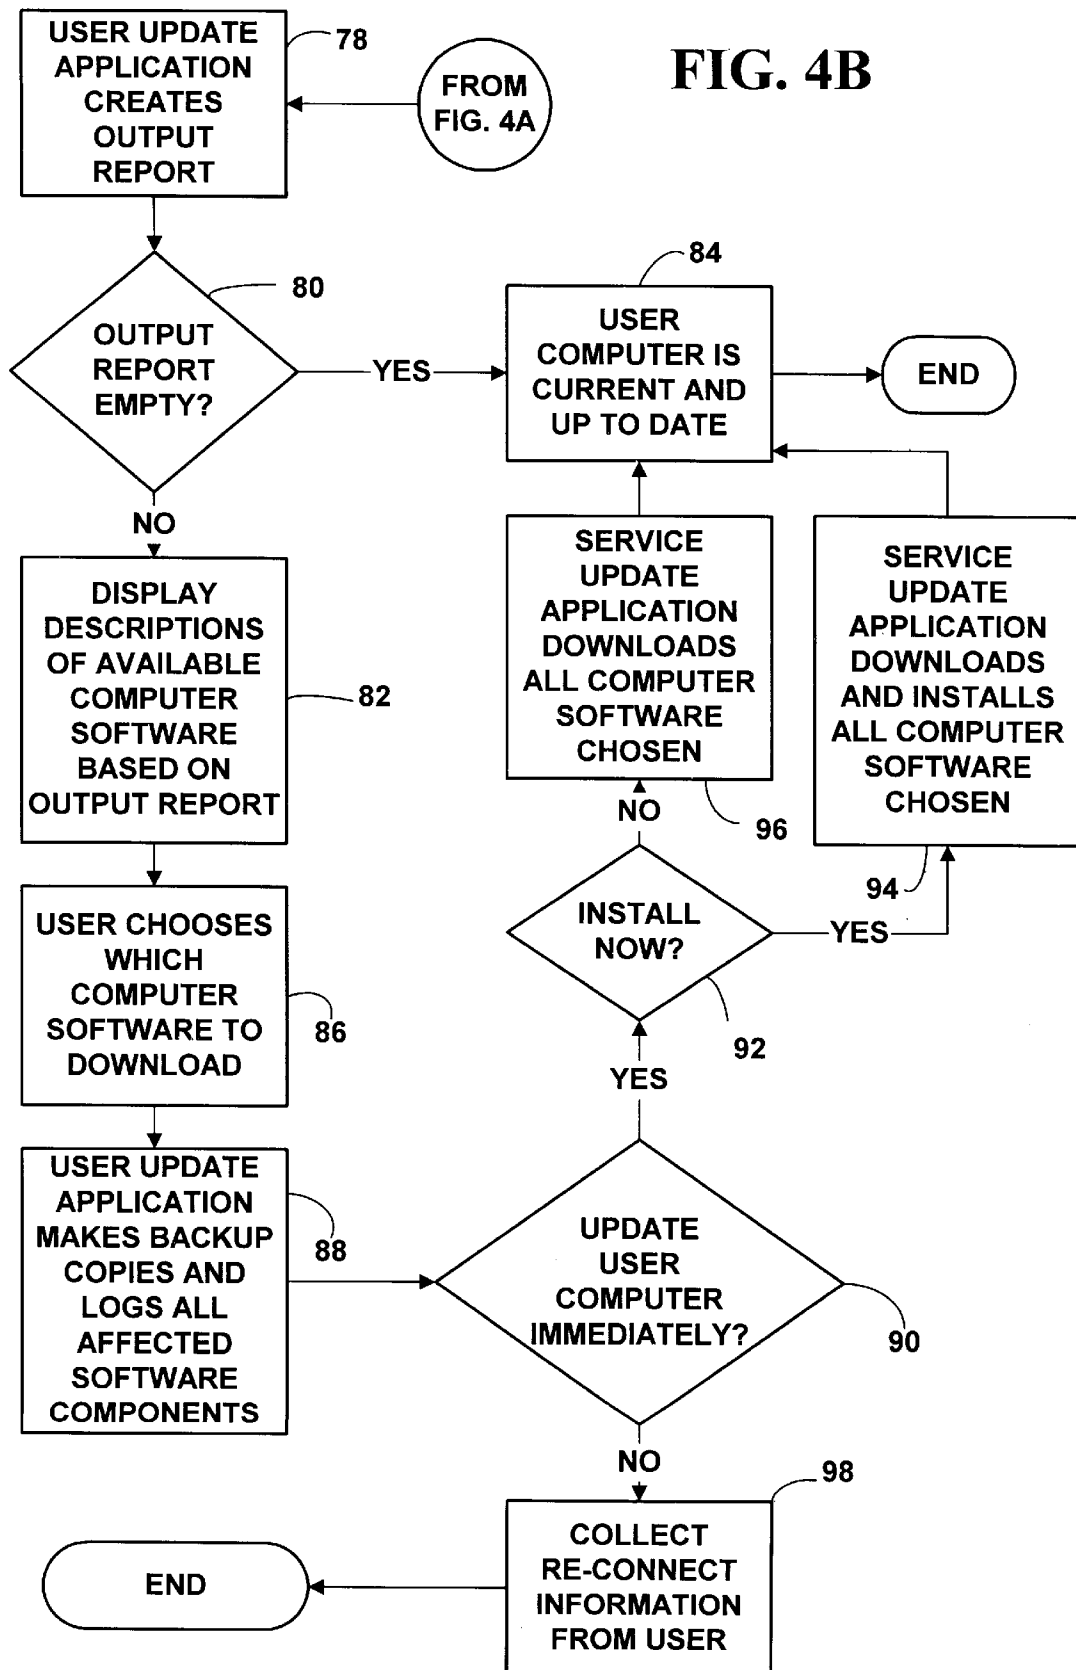 USER UPDATE
APPLICATION
CREATES
OUTPUT
REPORT
78
FROM
FIG. 4A
FIG. 4B
OUTPUT
REPORT
EMPTY?
80
YES
84
USER
COMPUTER IS
CURRENT AND
UP TO DATE
END
NO
DISPLAY
DESCRIPTIONS
OF AVAILABLE
COMPUTER
SOFTWARE
BASED ON
OUTPUT REPORT
82
SERVICE
UPDATE
APPLICATION
DOWNLOADS
ALL COMPUTER
SOFTWARE
CHOSEN
96
SERVICE
UPDATE
APPLICATION
DOWNLOADS
AND INSTALLS
ALL COMPUTER
SOFTWARE
CHOSEN
94
NO
INSTALL
NOW?
YES
92
USER CHOOSES
WHICH
COMPUTER
SOFTWARE TO
DOWNLOAD
86
YES
USER UPDATE
APPLICATION
MAKES BACKUP
COPIES AND
LOGS ALL
AFFECTED
SOFTWARE
COMPONENTS
88
UPDATE
USER
COMPUTER
IMMEDIATELY?
90
NO
98
COLLECT
RE-CONNECT
INFORMATION
FROM USER
END